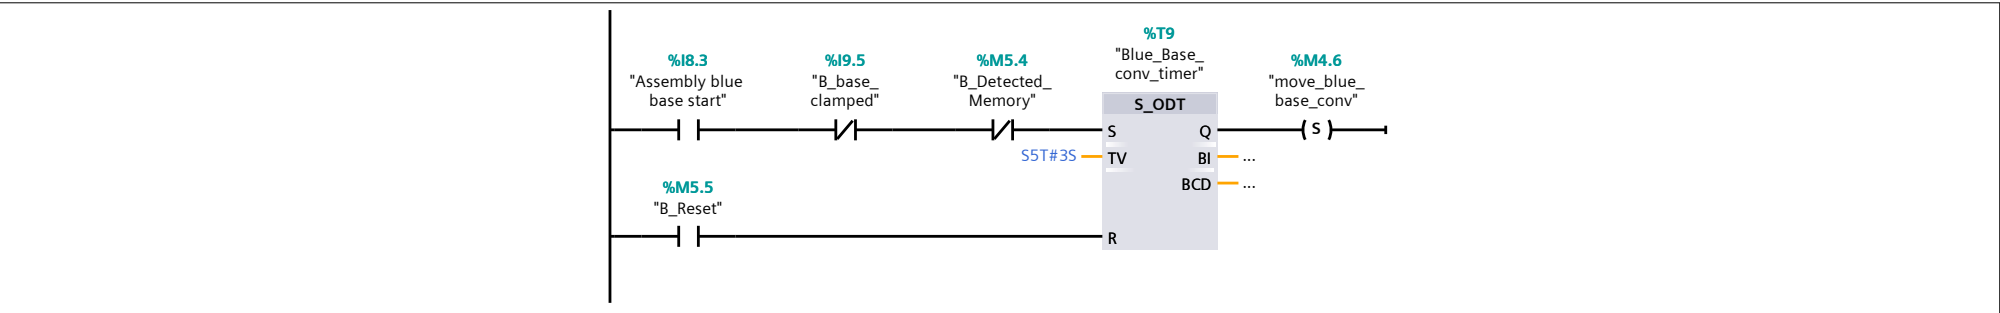 %T9
"Blue_Base_
conv_timer"
%I8.3
"Assembly blue
base start"
%I9.5
"B_base_
clamped"
%M5.4
"B_Detected_
Memory"
%M4.6
"move_blue_
base_conv"
S_ODT
S
Q
S
S5T#3S
TV
BI
...
BCD
...
%M5.5
"B_Reset"
R